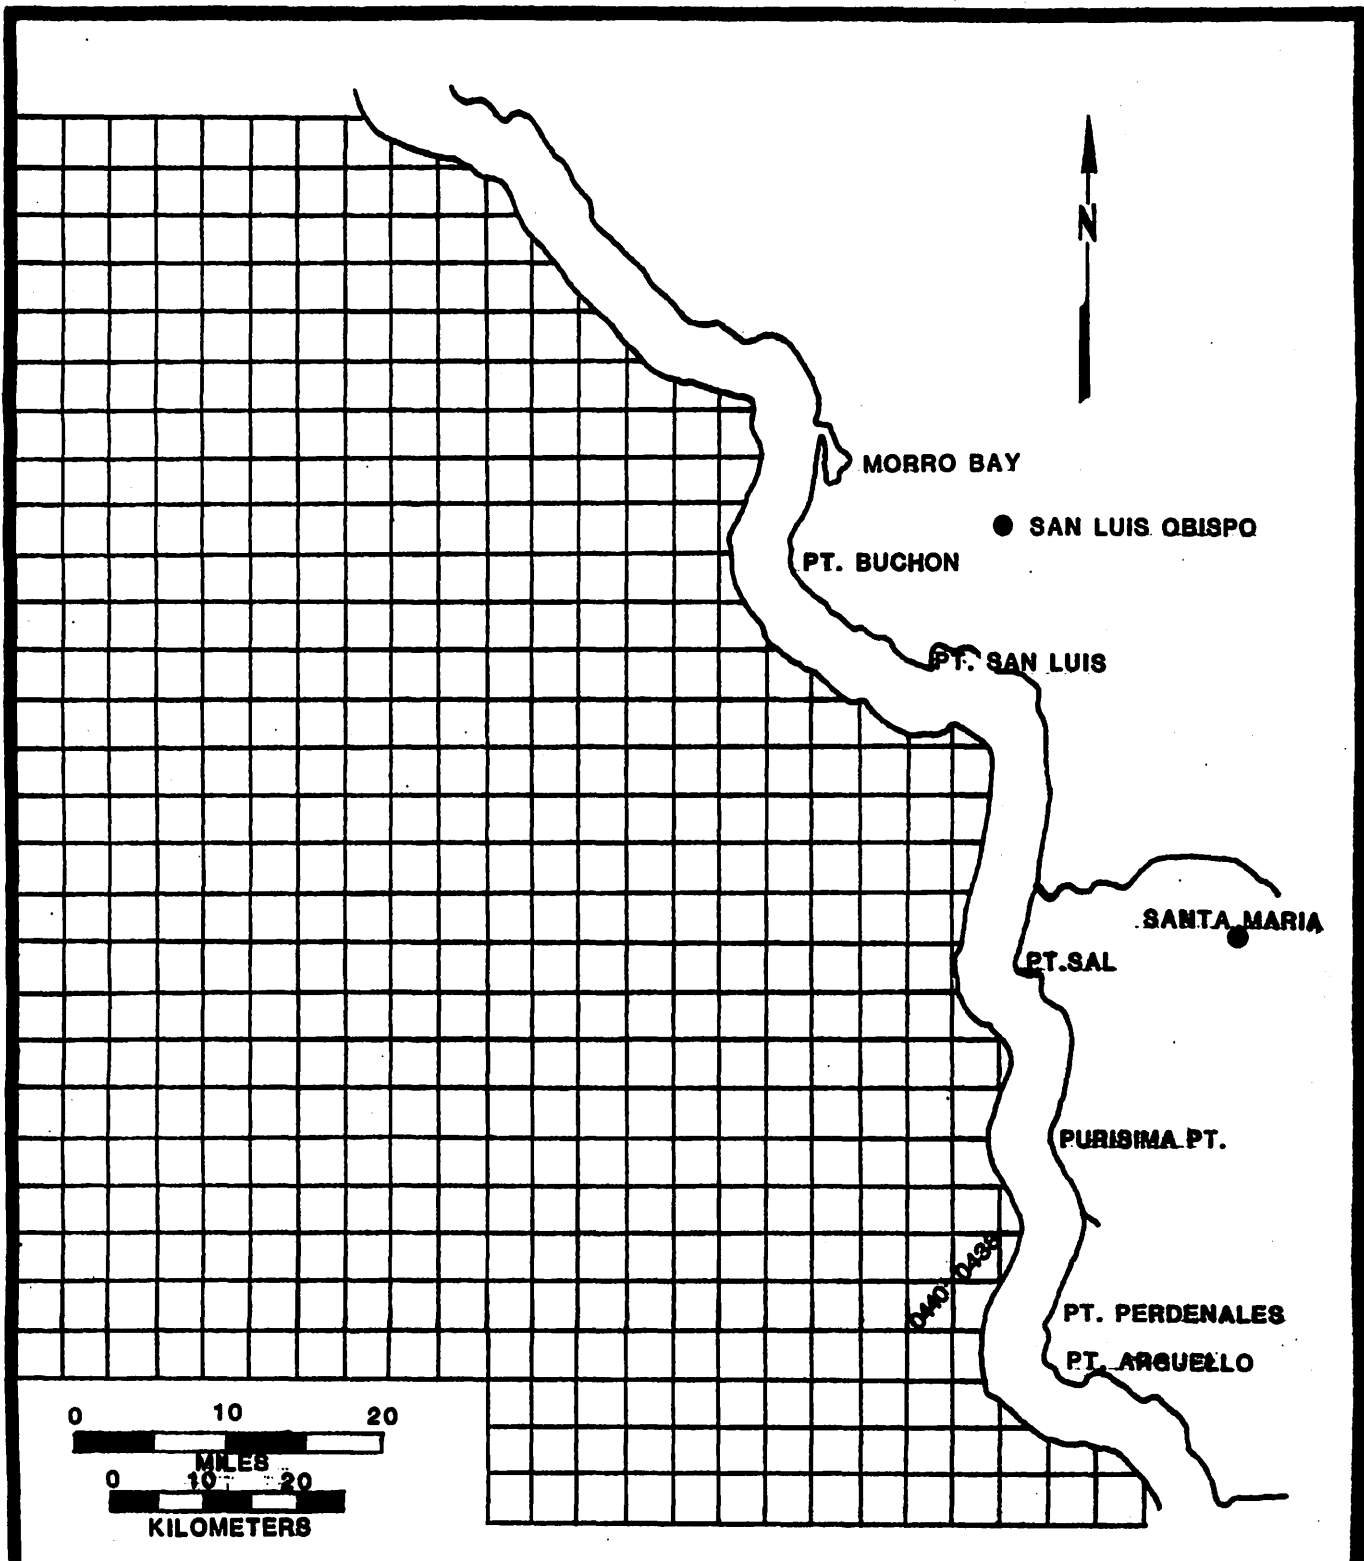 N
MORRO BAY
SAN LUIS OBISPO
PT. BUCHON
PT. SAN LUIS
SANTA MARIA
PT.SAL
PURISIMA PT.
0440 0438
PT. PERDENALES
PT. ARGUELLO
0 10 20
MILES
0 10 20
KILOMETERS